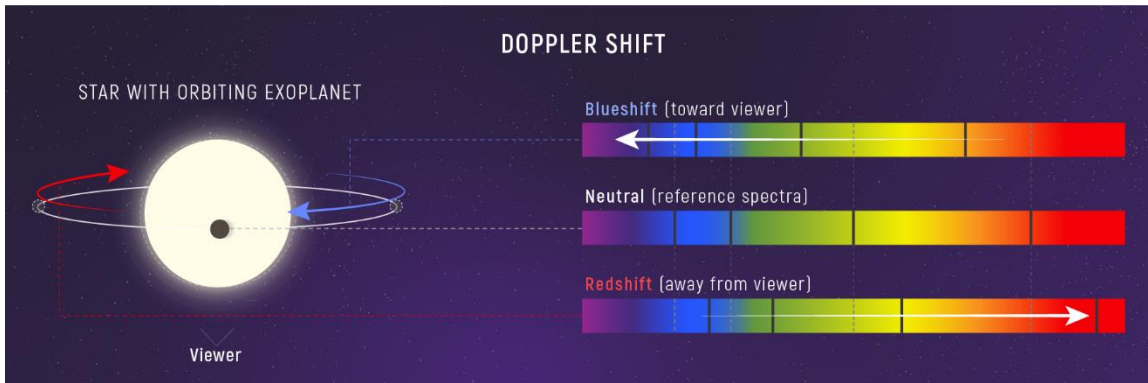 DOPPLER SHIFT
STAR WITH ORBITING EXOPLANET
Blueshift (toward viewer)
Neutral (reference spectra)
Redshift (away from viewer)
Viewer